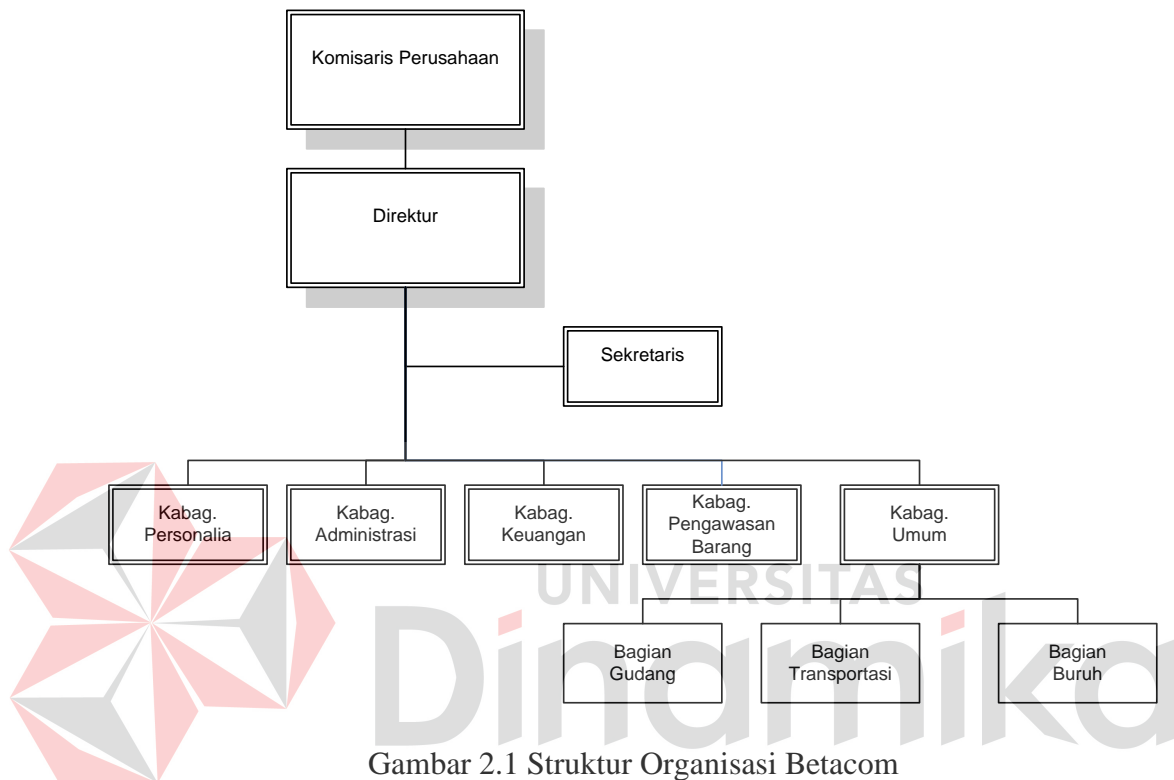 Komisaris Perusahaan
Direktur
Sekretaris
Kabag.
Personalia
Kabag.
Administrasi
Kabag.
Keuangan
Kabag.
Pengawasan
Barang
Kabag.
Umum
UNIVERSITAS
Dinamika
Bagian
Gudang
Bagian
Transportasi
Bagian
Buruh
Gambar 2.1 Struktur Organisasi Betacom